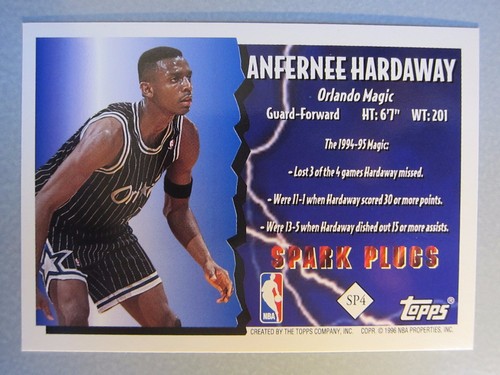 ANFERNEE HARDAWAY
Orlando Magic
Guard-Forward HT: 6'7" WT: 201
The 1994-95 Magic:
- Lost 3 of the 4 games Hardaway missed.
- Were 11-1 when Hardaway scored 30 or more points.
- Were 13-5 when Hardaway dished out 15 or more assists.
SPARK PLUGS
Orlando
NBA
SP4
TOPPS®
CREATED BY THE TOPPS COMPANY, INC. COPR. © 1996 NBA PROPERTIES, INC.